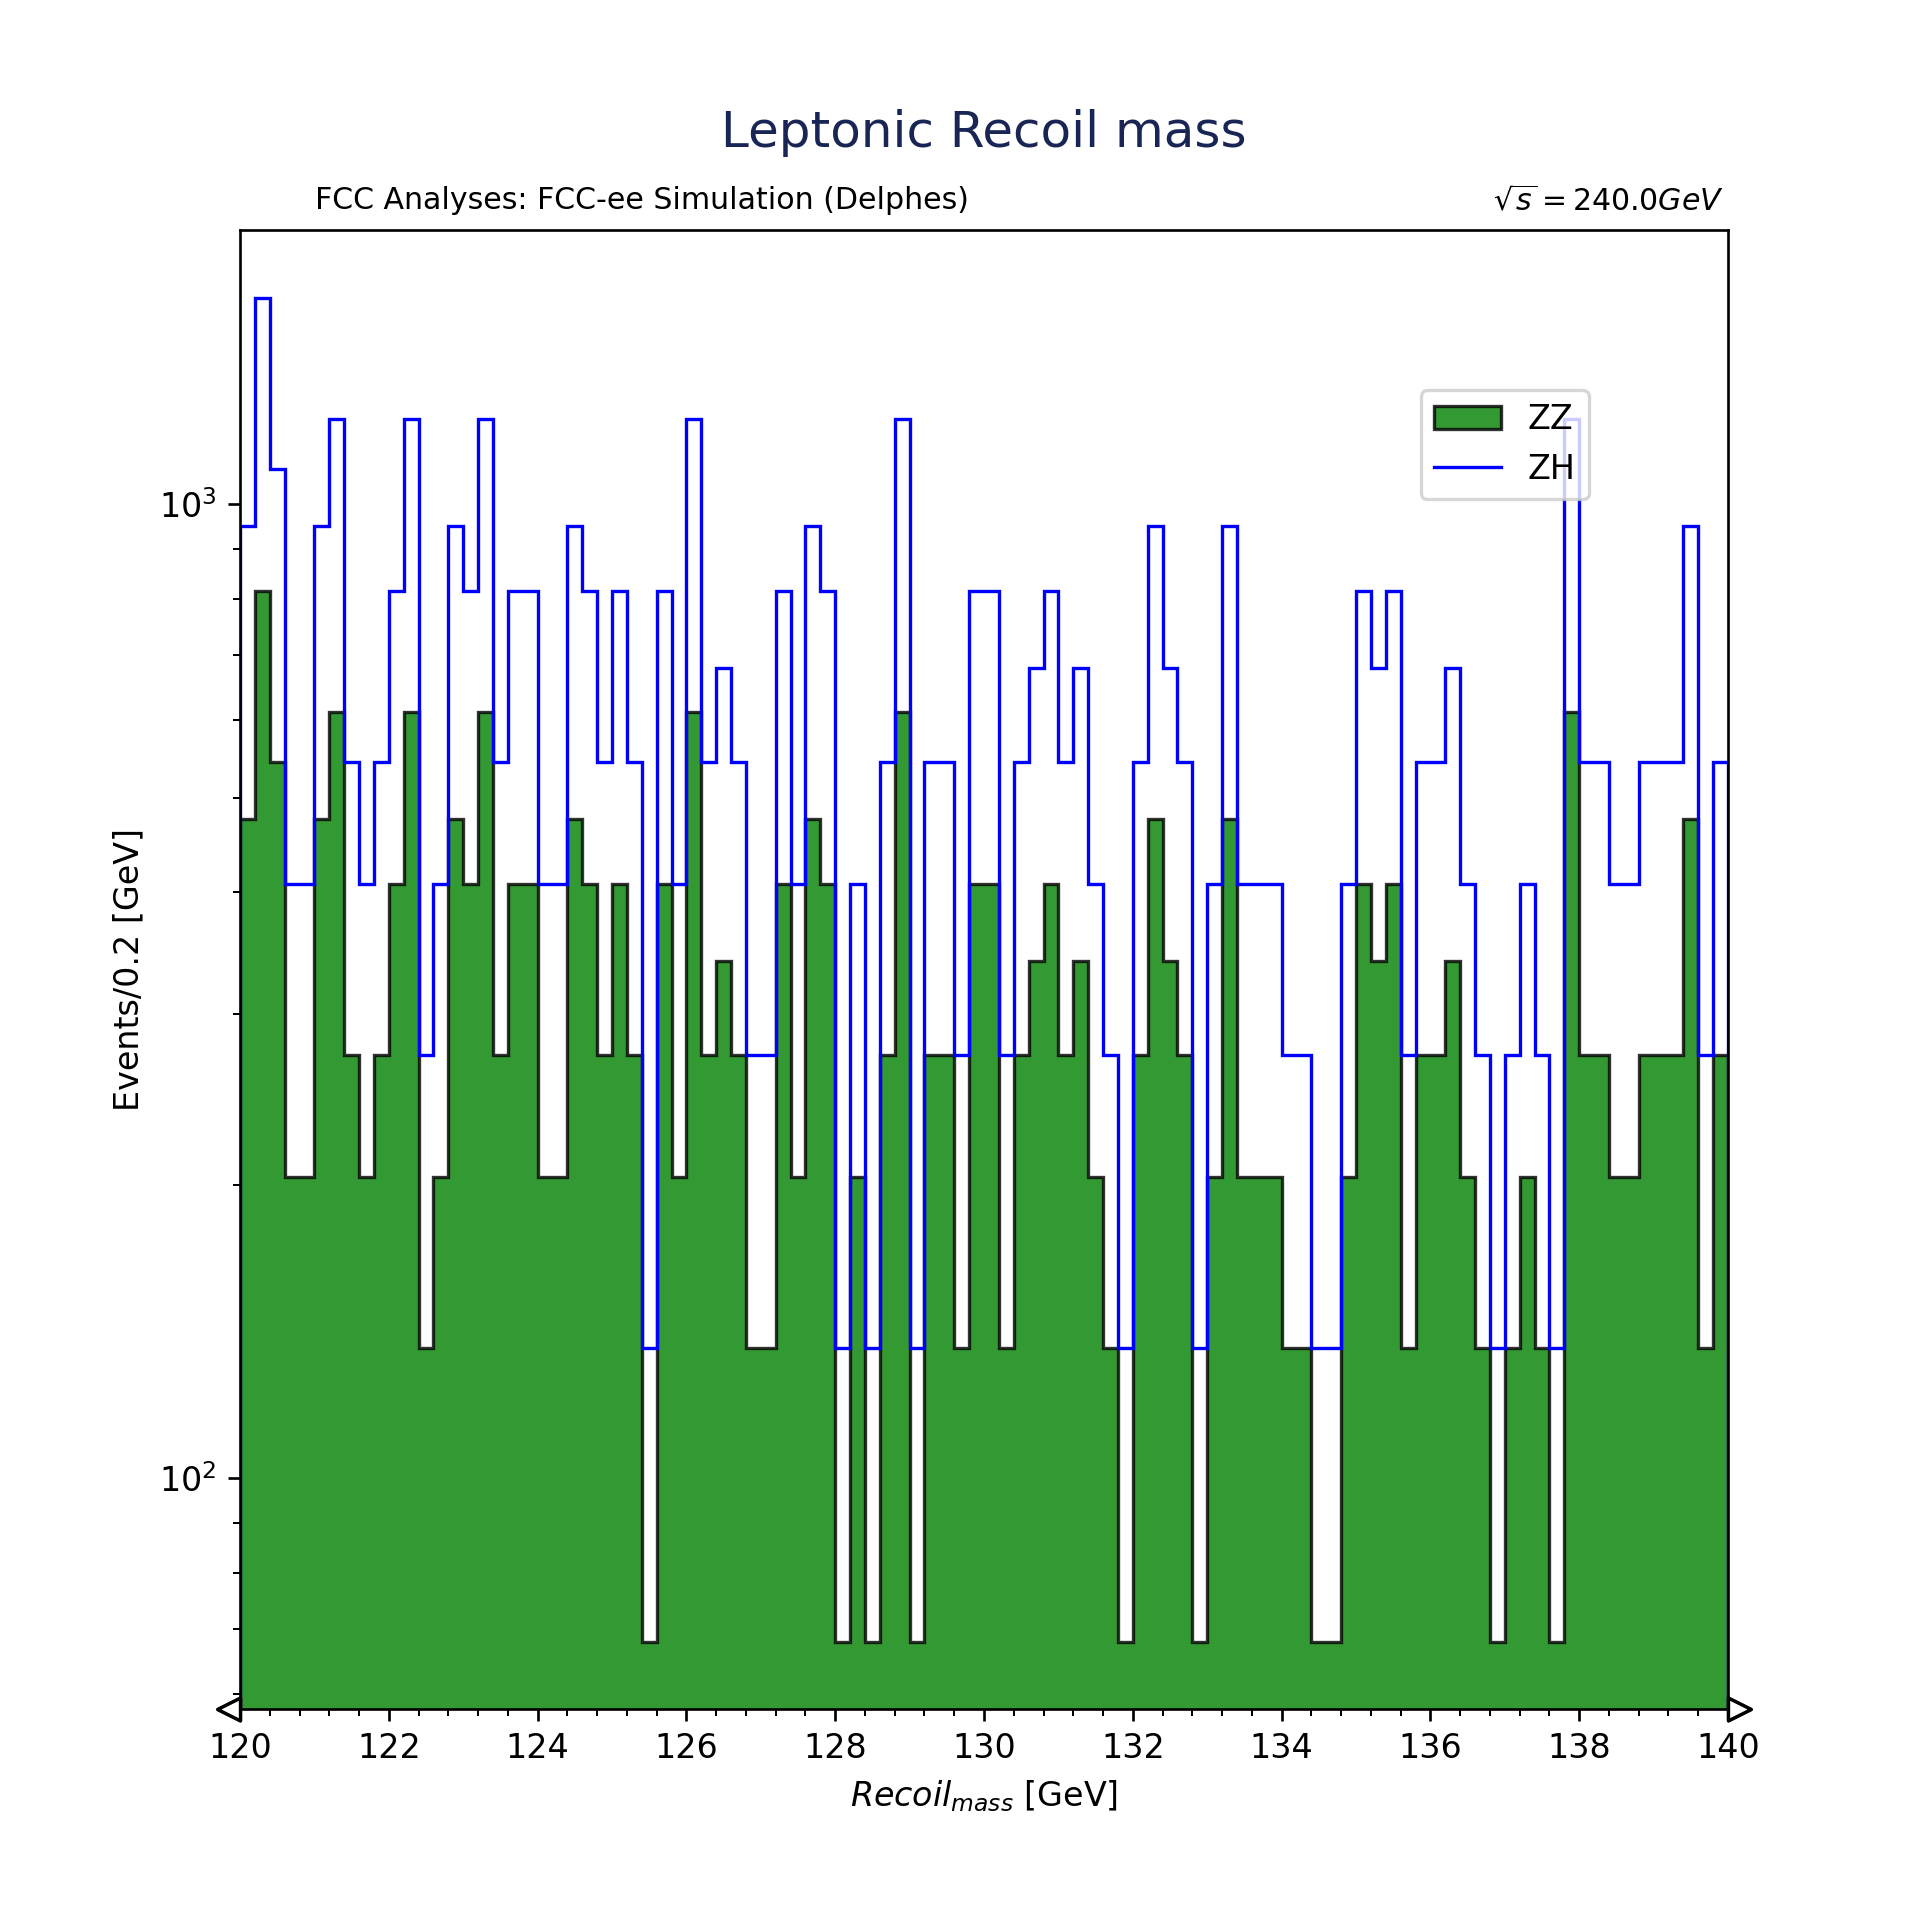 Leptonic Recoil mass
FCC Analyses: FCC-ee Simulation (Delphes)
√s = 240.0GeV
ZZ
ZH
10³
10²
Events/0.2 [GeV]
120 122 124 126 128 130 132 134 136 138 140
Recoil_mass [GeV]